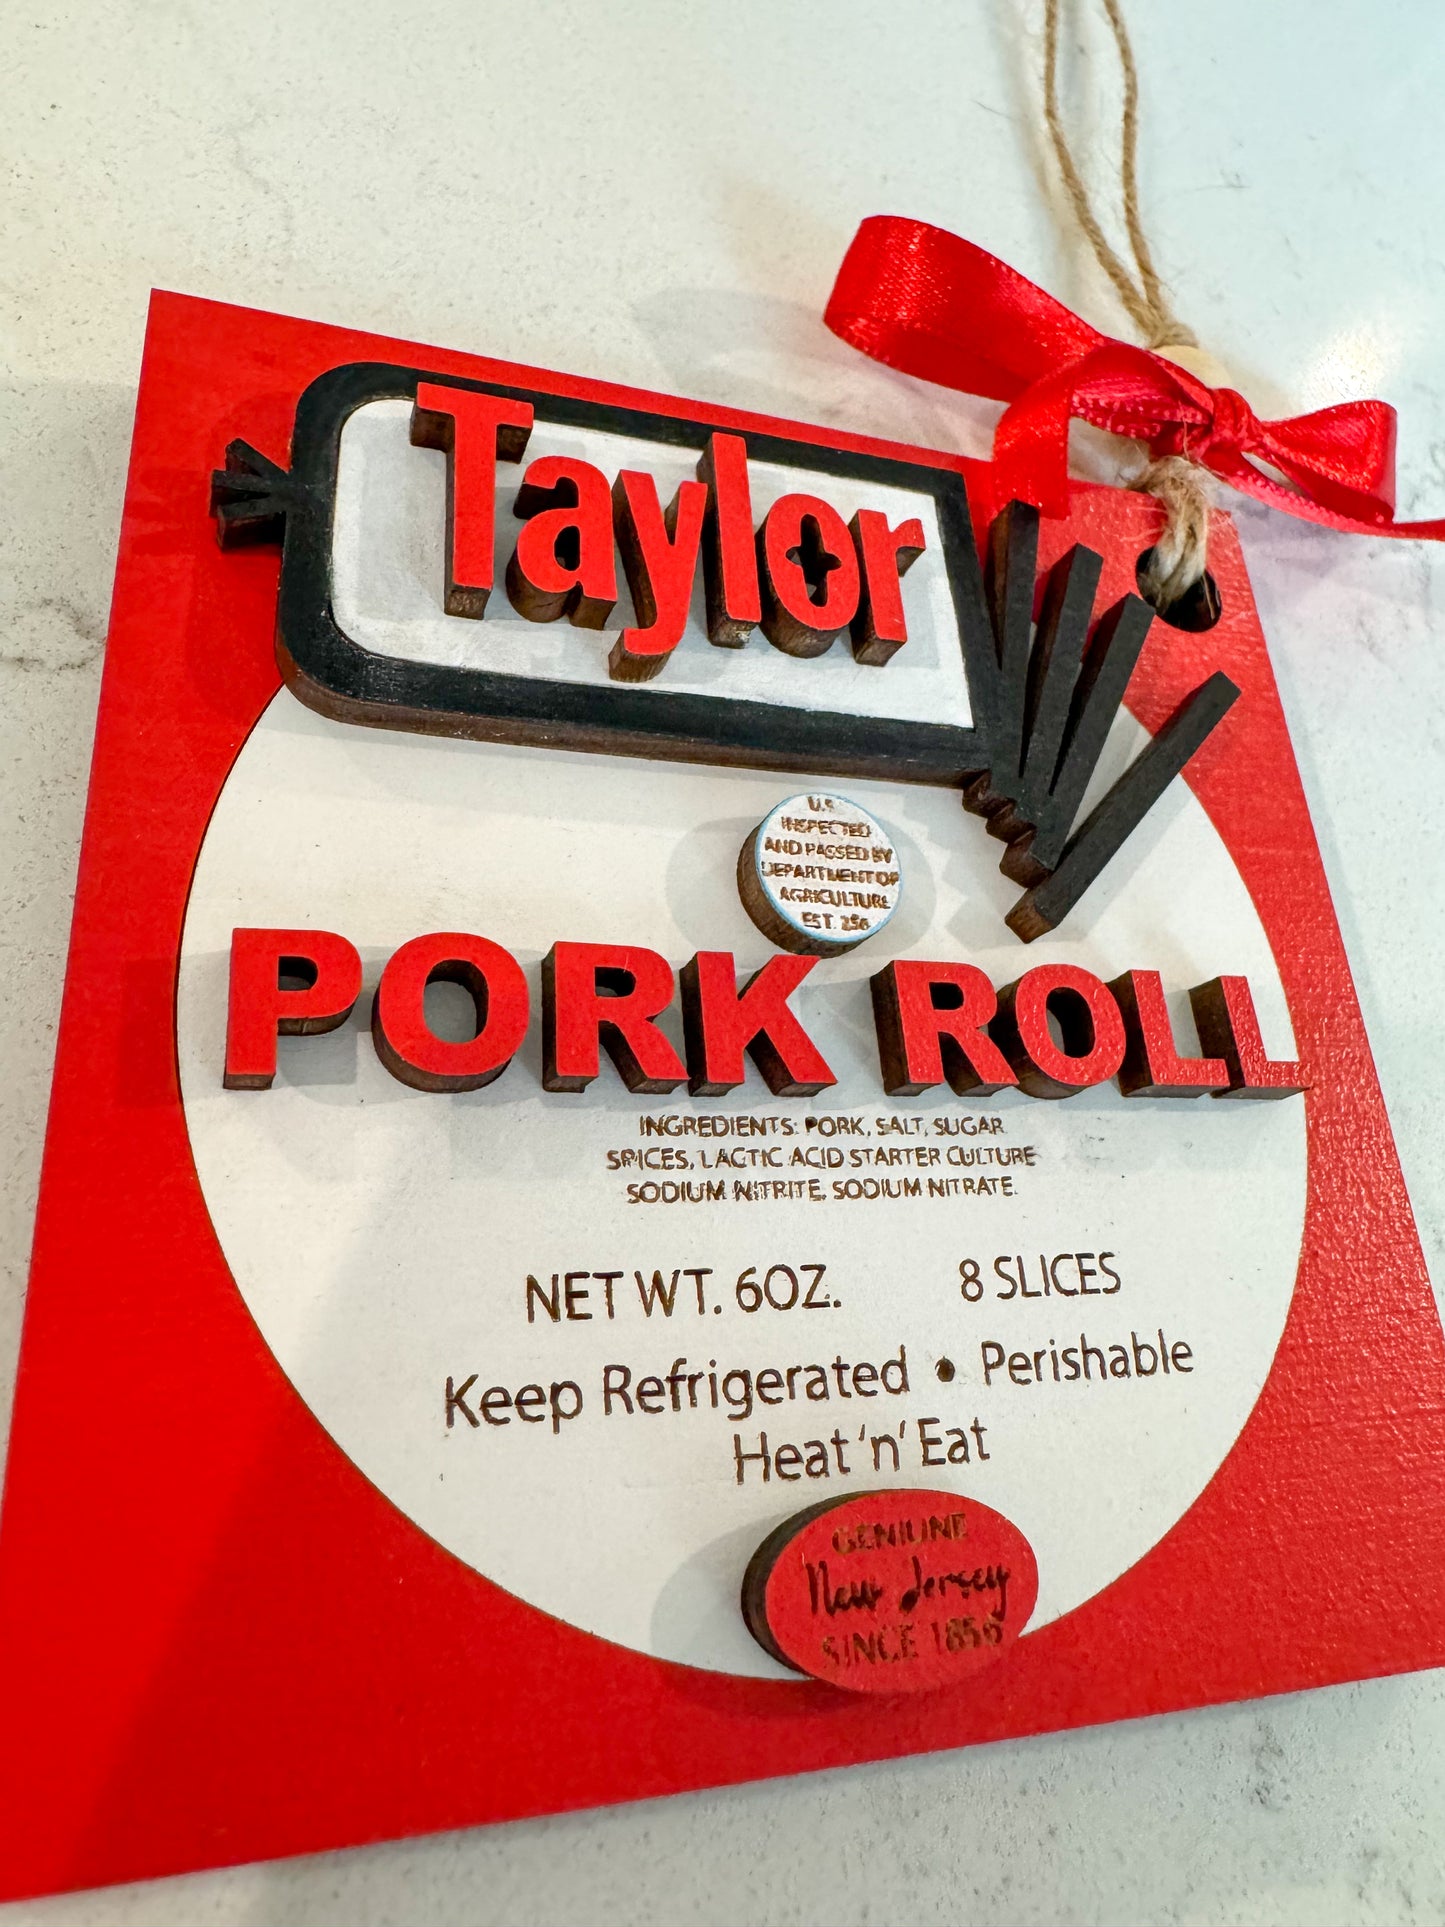 Taylor
U.S.
INSPECTED
AND PASSED BY
DEPARTMENT OF
AGRICULTURE
EST. 256
PORK ROLL
INGREDIENTS: PORK, SALT, SUGAR
SPICES, LACTIC ACID STARTER CULTURE
SODIUM NITRITE, SODIUM NITRATE.
NET WT. 6OZ. 8 SLICES
Keep Refrigerated • Perishable
Heat 'n' Eat
GENIUINE
New Jersey
SINCE 1856